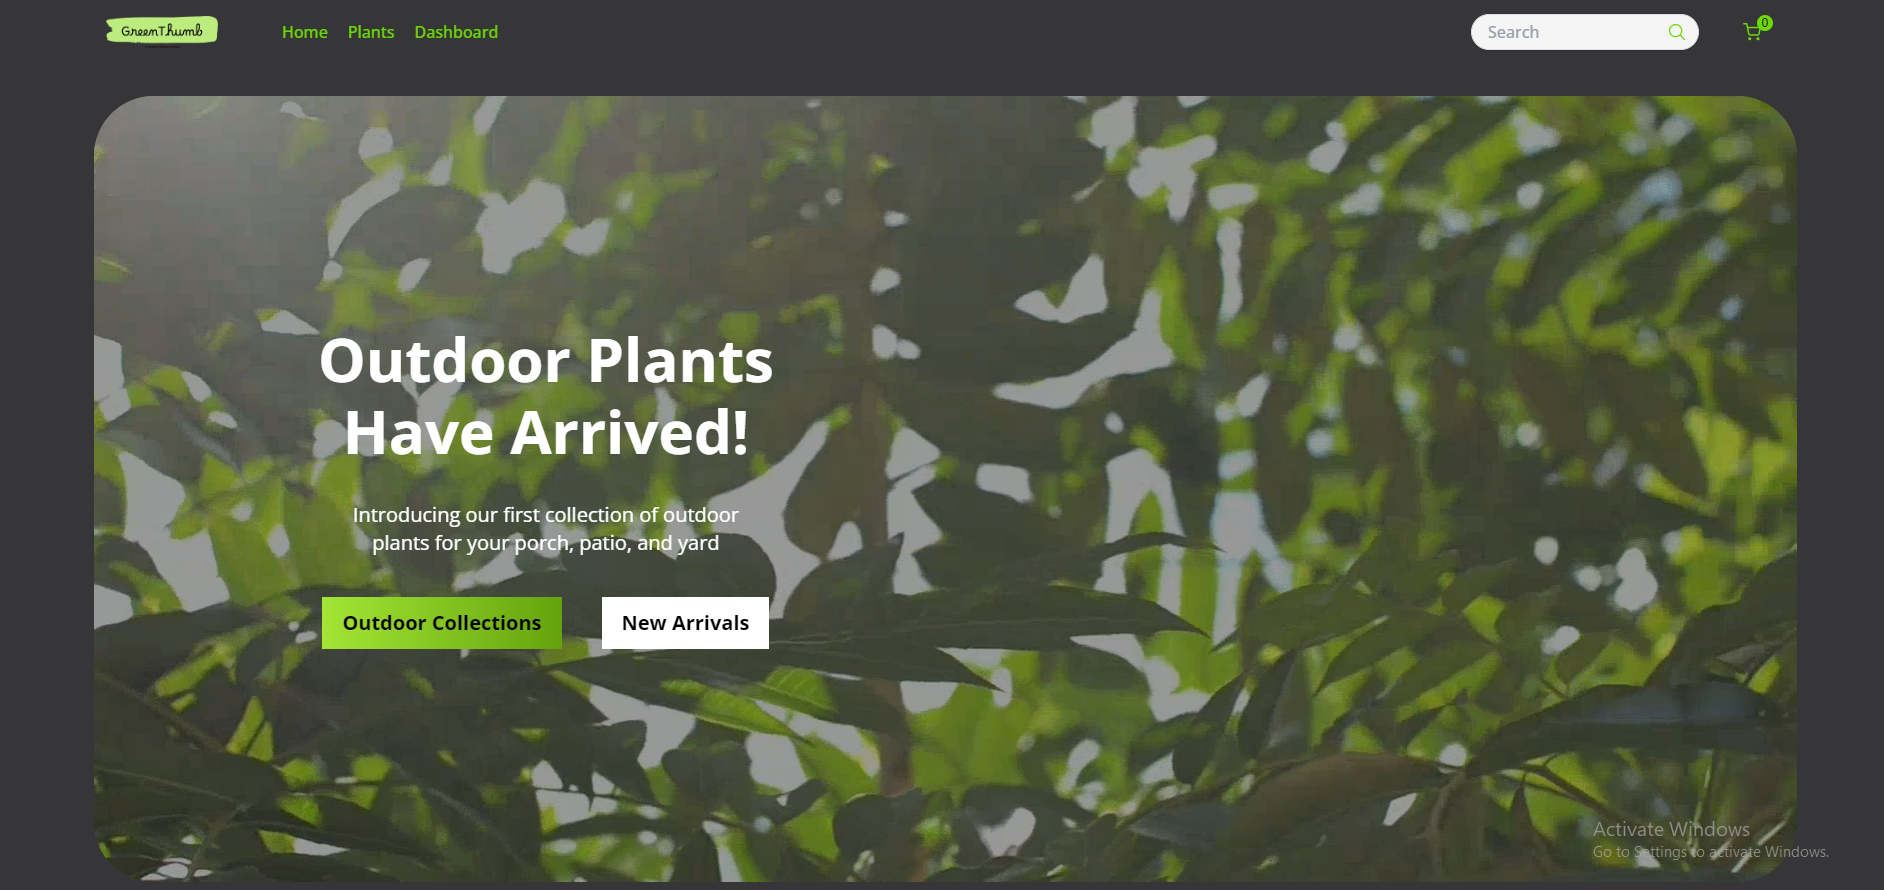 GreenThumb
Home Plants Dashboard
Search
0
Outdoor Plants
Have Arrived!
Introducing our first collection of outdoor
plants for your porch, patio, and yard
Outdoor Collections
New Arrivals
Activate Windows
Go to Settings to activate Windows.